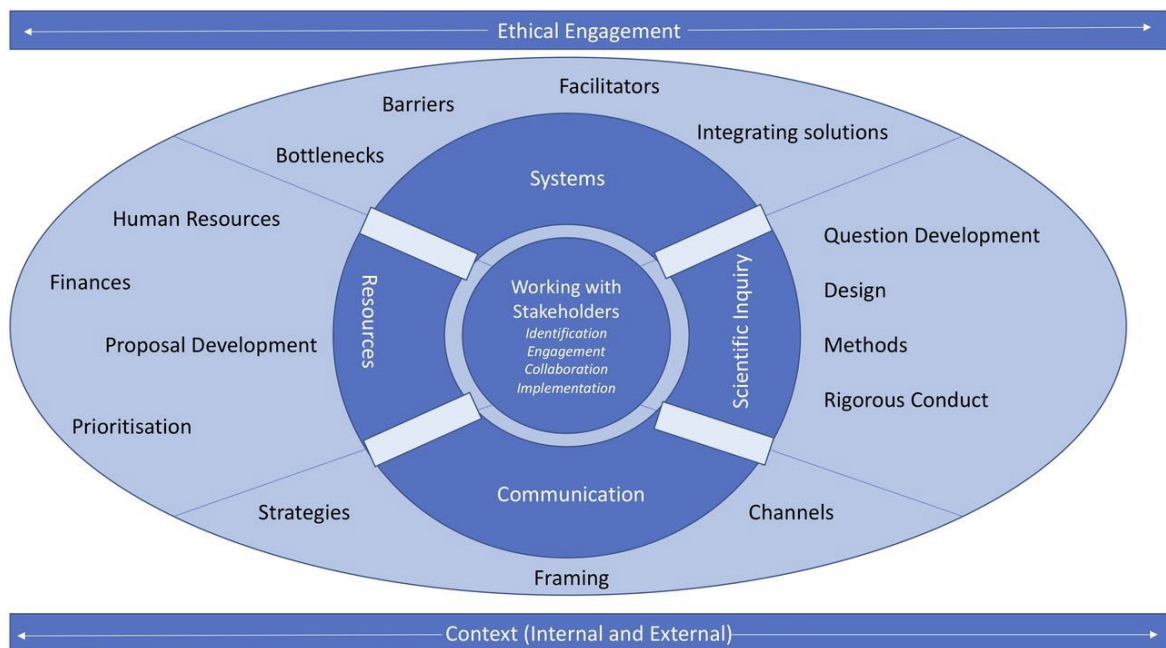 Ethical Engagement
Facilitators
Barriers
Integrating solutions
Bottlenecks
Systems
Human Resources
Finances
Proposal Development
Prioritisation
Resources
Working with
Stakeholders
Identification
Engagement
Collaboration
Implementation
Scientific Inquiry
Question Development
Design
Methods
Rigorous Conduct
Communication
Strategies
Channels
Framing
Context (Internal and External)